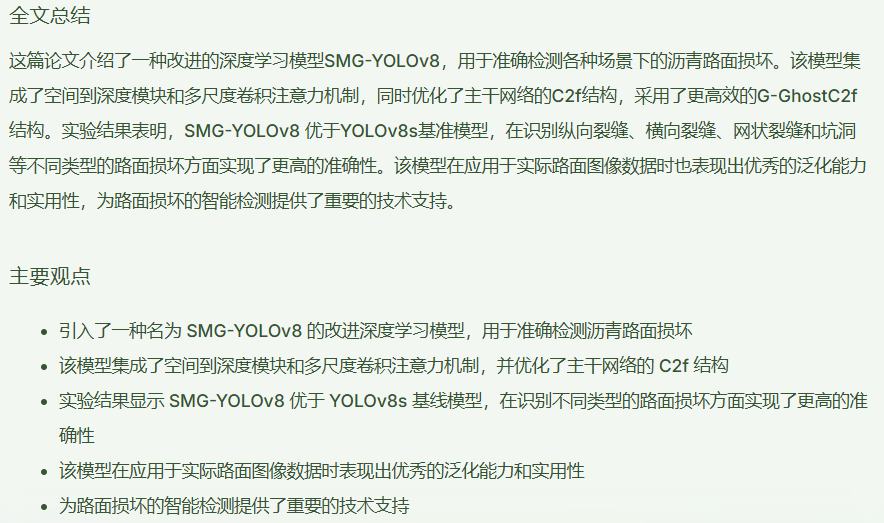 全文总结
这篇论文介绍了一种改进的深度学习模型SMG-YOLOv8，用于准确检测各种场景下的沥青路面损坏。该模型集
成了空间到深度模块和多尺度卷积注意力机制，同时优化了主干网络的C2f结构，采用了更高效的G-GhostC2f
结构。实验结果表明，SMG-YOLOv8 优于YOLOv8s基准模型，在识别纵向裂缝、横向裂缝、网状裂缝和坑洞
等不同类型的路面损坏方面实现了更高的准确性。该模型在应用于实际路面图像数据时也表现出优秀的泛化能力
和实用性，为路面损坏的智能检测提供了重要的技术支持。
主要观点
• 引入了一种名为 SMG-YOLOv8 的改进深度学习模型，用于准确检测沥青路面损坏
• 该模型集成了空间到深度模块和多尺度卷积注意力机制，并优化了主干网络的 C2f 结构
• 实验结果显示 SMG-YOLOv8 优于 YOLOv8s 基线模型，在识别不同类型的路面损坏方面实现了更高的准
确性
• 该模型在应用于实际路面图像数据时表现出优秀的泛化能力和实用性
• 为路面损坏的智能检测提供了重要的技术支持